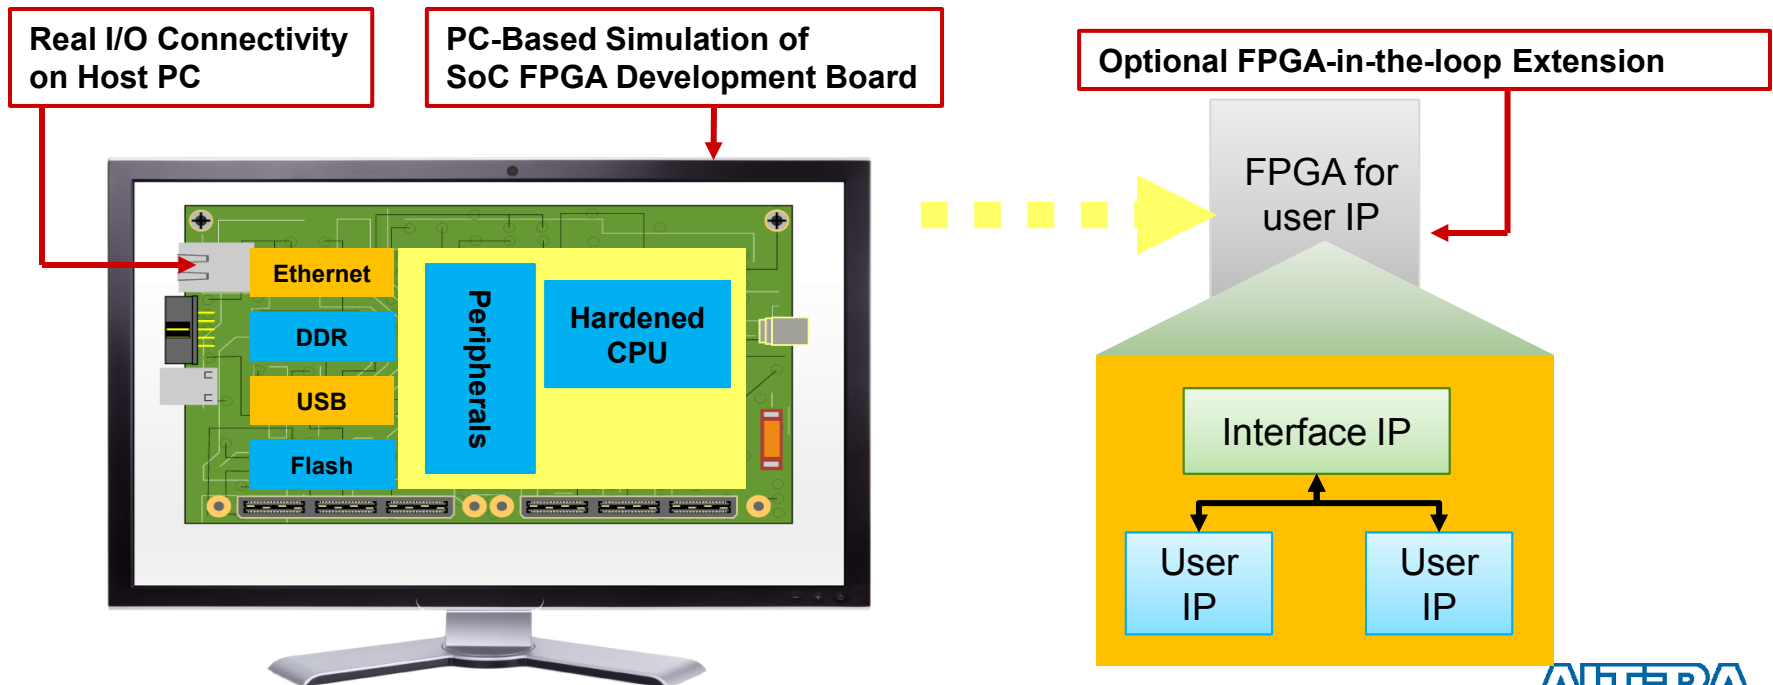 Real I/O Connectivity
on Host PC
PC-Based Simulation of
SoC FPGA Development Board
Optional FPGA-in-the-loop Extension
FPGA for
user IP
Ethernet
DDR
USB
Flash
Peripherals
Hardened
CPU
Interface IP
User
IP
User
IP
ALTERA